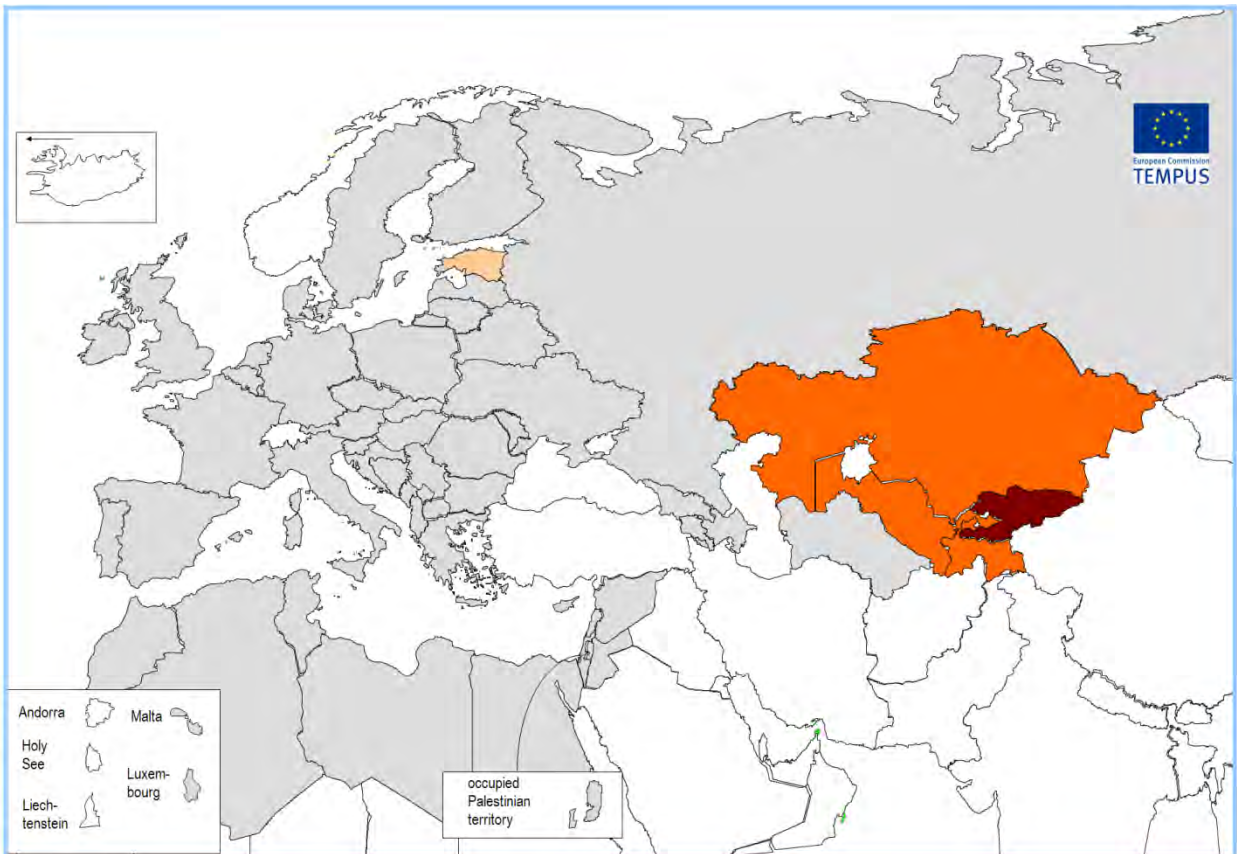 European Commission
TEMPUS
Andorra
Malta
Holy
See
Luxem-
bourg
Liech-
tenstein
occupied
Palestinian
territory